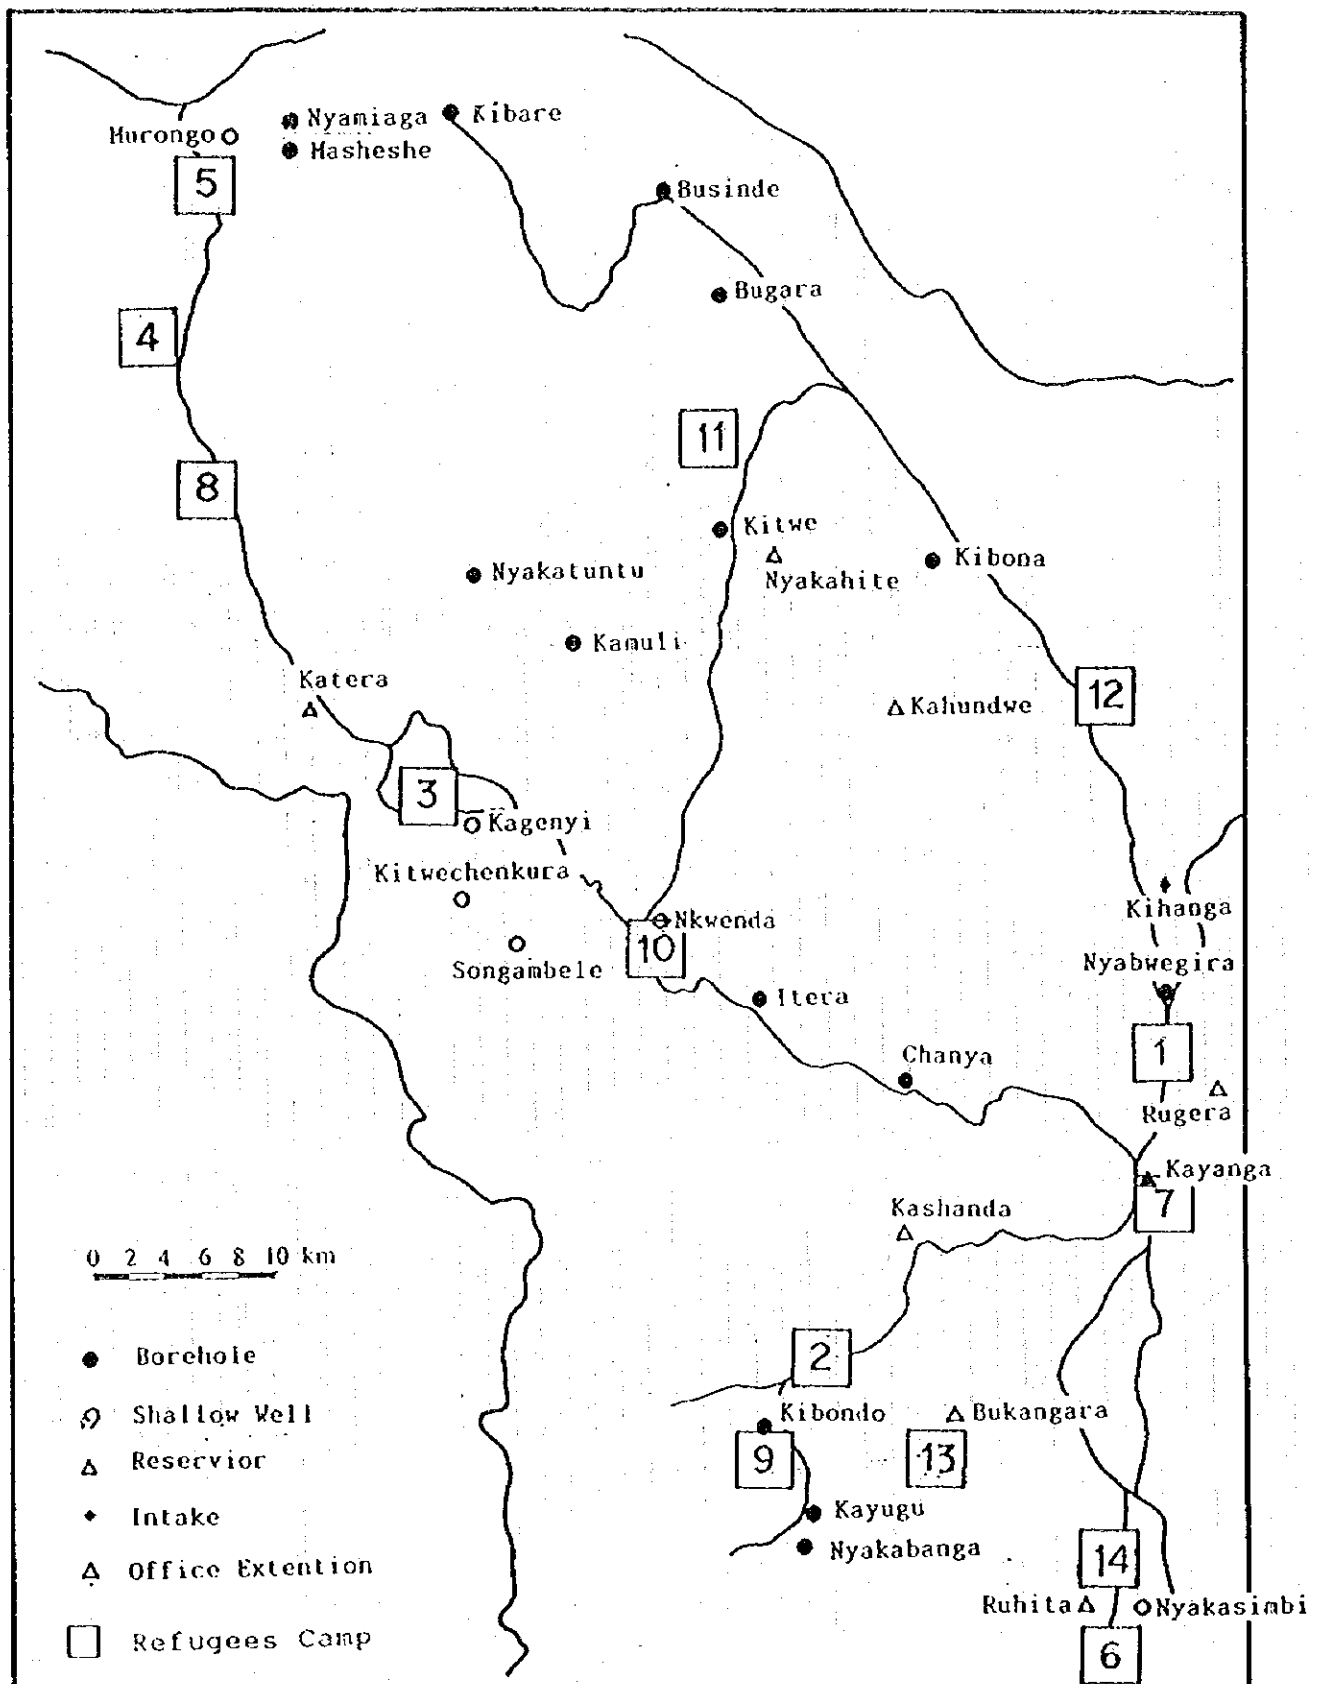 Nyamiaga
Kibare
Murongo
Masheshe
5
Businde
Bugara
4
11
8
Kitwe
Nyakahite
Kibona
Nyakatuntu
Kamuli
Katera
12
Kahundwe
3
Kagenyi
Kitwechenkura
Kihanga
Nkwenda
10
Songambele
Nyabwegira
Itera
1
Chanya
Rugera
Kayanga
7
Kashanda
0 2 4 6 8 10 km
2
Borehole
Kibondo
Bukangara
Shallow Well
9
13
Reservior
Kayugu
Intake
Nyakabanga
Office Extention
14
Ruhita
Nyakasimbi
Refugees Camp
6